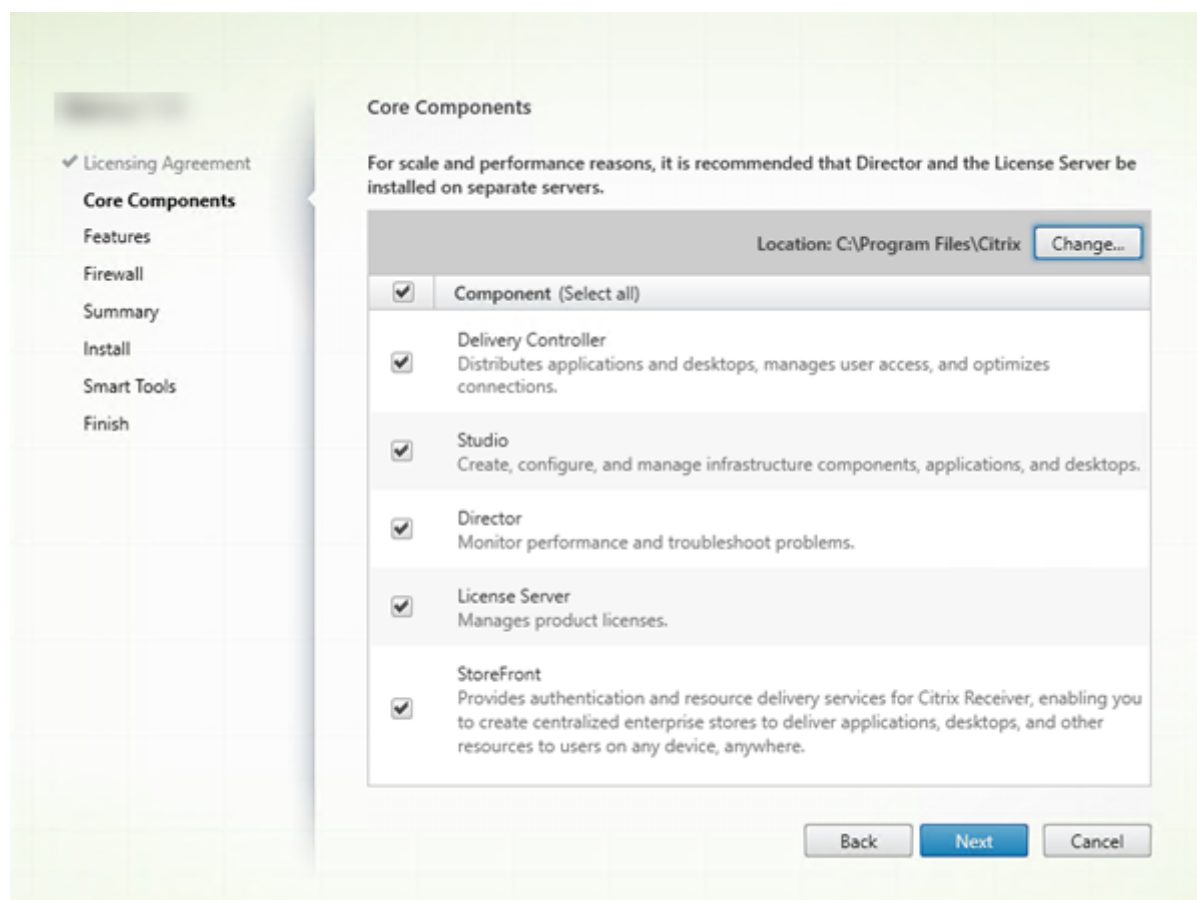 Core Components
✔ Licensing Agreement
Core Components
Features
Firewall
Summary
Install
Smart Tools
Finish
For scale and performance reasons, it is recommended that Director and the License Server be
installed on separate servers.
Location: C:\Program Files\Citrix
Change...
Component (Select all)
Delivery Controller
Distributes applications and desktops, manages user access, and optimizes
connections.
Studio
Create, configure, and manage infrastructure components, applications, and desktops.
Director
Monitor performance and troubleshoot problems.
License Server
Manages product licenses.
StoreFront
Provides authentication and resource delivery services for Citrix Receiver, enabling you
to create centralized enterprise stores to deliver applications, desktops, and other
resources to users on any device, anywhere.
Back
Next
Cancel